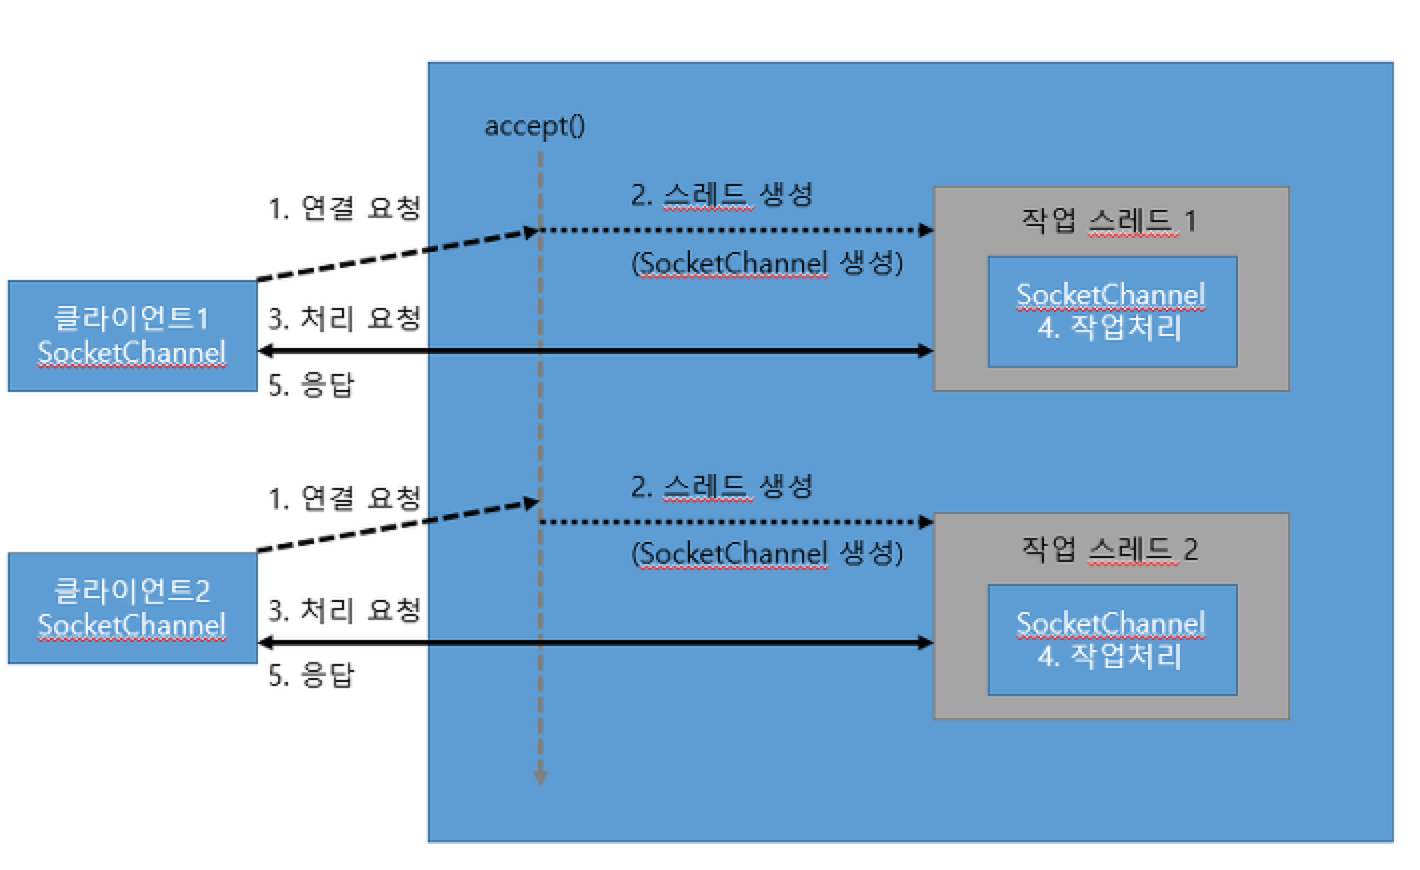 accept()
1. 연결 요청
2. 스레드 생성
(SocketChannel 생성)
작업 스레드 1
SocketChannel
4. 작업처리
클라이언트1
SocketChannel
3. 처리 요청
5. 응답
1. 연결 요청
2. 스레드 생성
(SocketChannel 생성)
작업 스레드 2
SocketChannel
4. 작업처리
클라이언트2
SocketChannel
3. 처리 요청
5. 응답